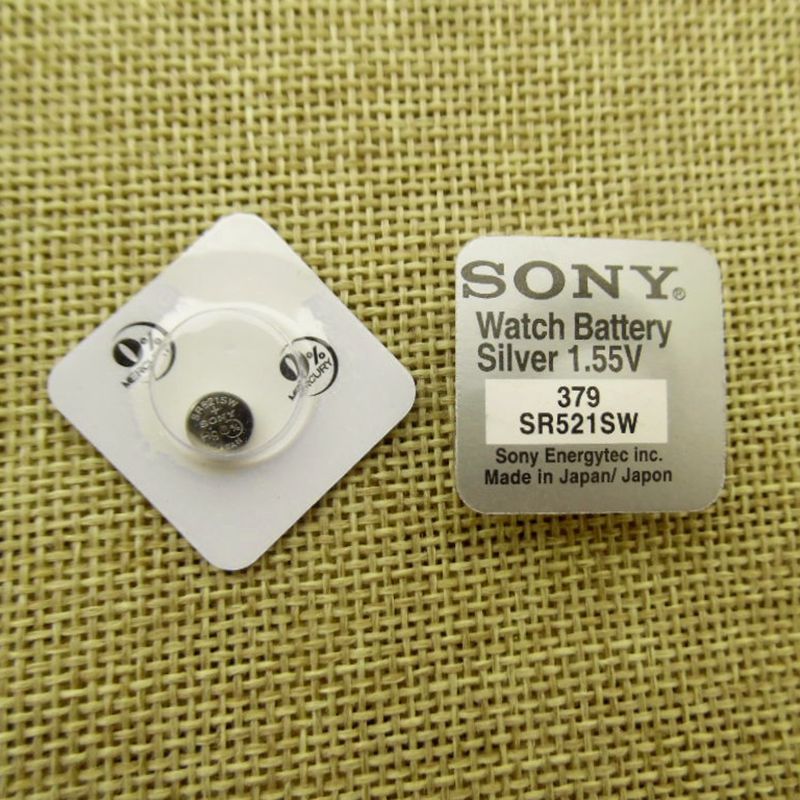 0%
MERCURY
0%
MERCURY
SR521SW
+
SONY
SONY®
Watch Battery
Silver 1.55V
379
SR521SW
Sony Energytec inc.
Made in Japan/ Japon